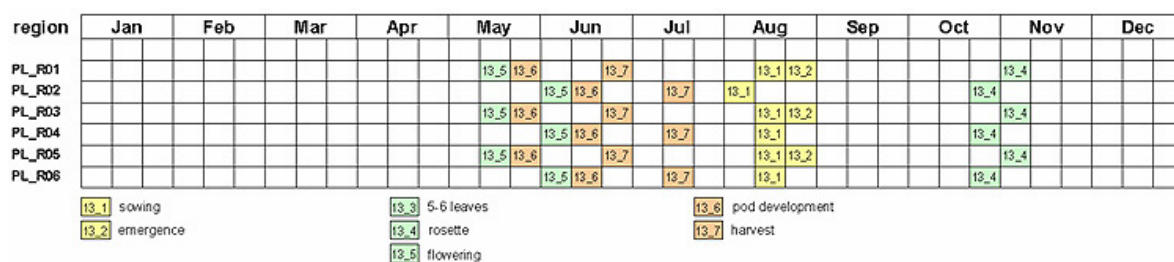 region Jan Feb Mar Apr May Jun Jul Aug Sep Oct Nov Dec
PL_R01 13_5 13_6 13_7 13_1 13_2 13_4
PL_R02 13_5 13_6 13_7 13_1 13_4
PL_R03 13_5 13_6 13_7 13_1 13_2 13_4
PL_R04 13_5 13_6 13_7 13_1 13_4
PL_R05 13_5 13_6 13_7 13_1 13_2 13_4
PL_R06 13_5 13_6 13_7 13_1 13_4
13_1 sowing 13_3 5-6 leaves 13_6 pod development
13_2 emergence 13_4 rosette 13_7 harvest
13_5 flowering